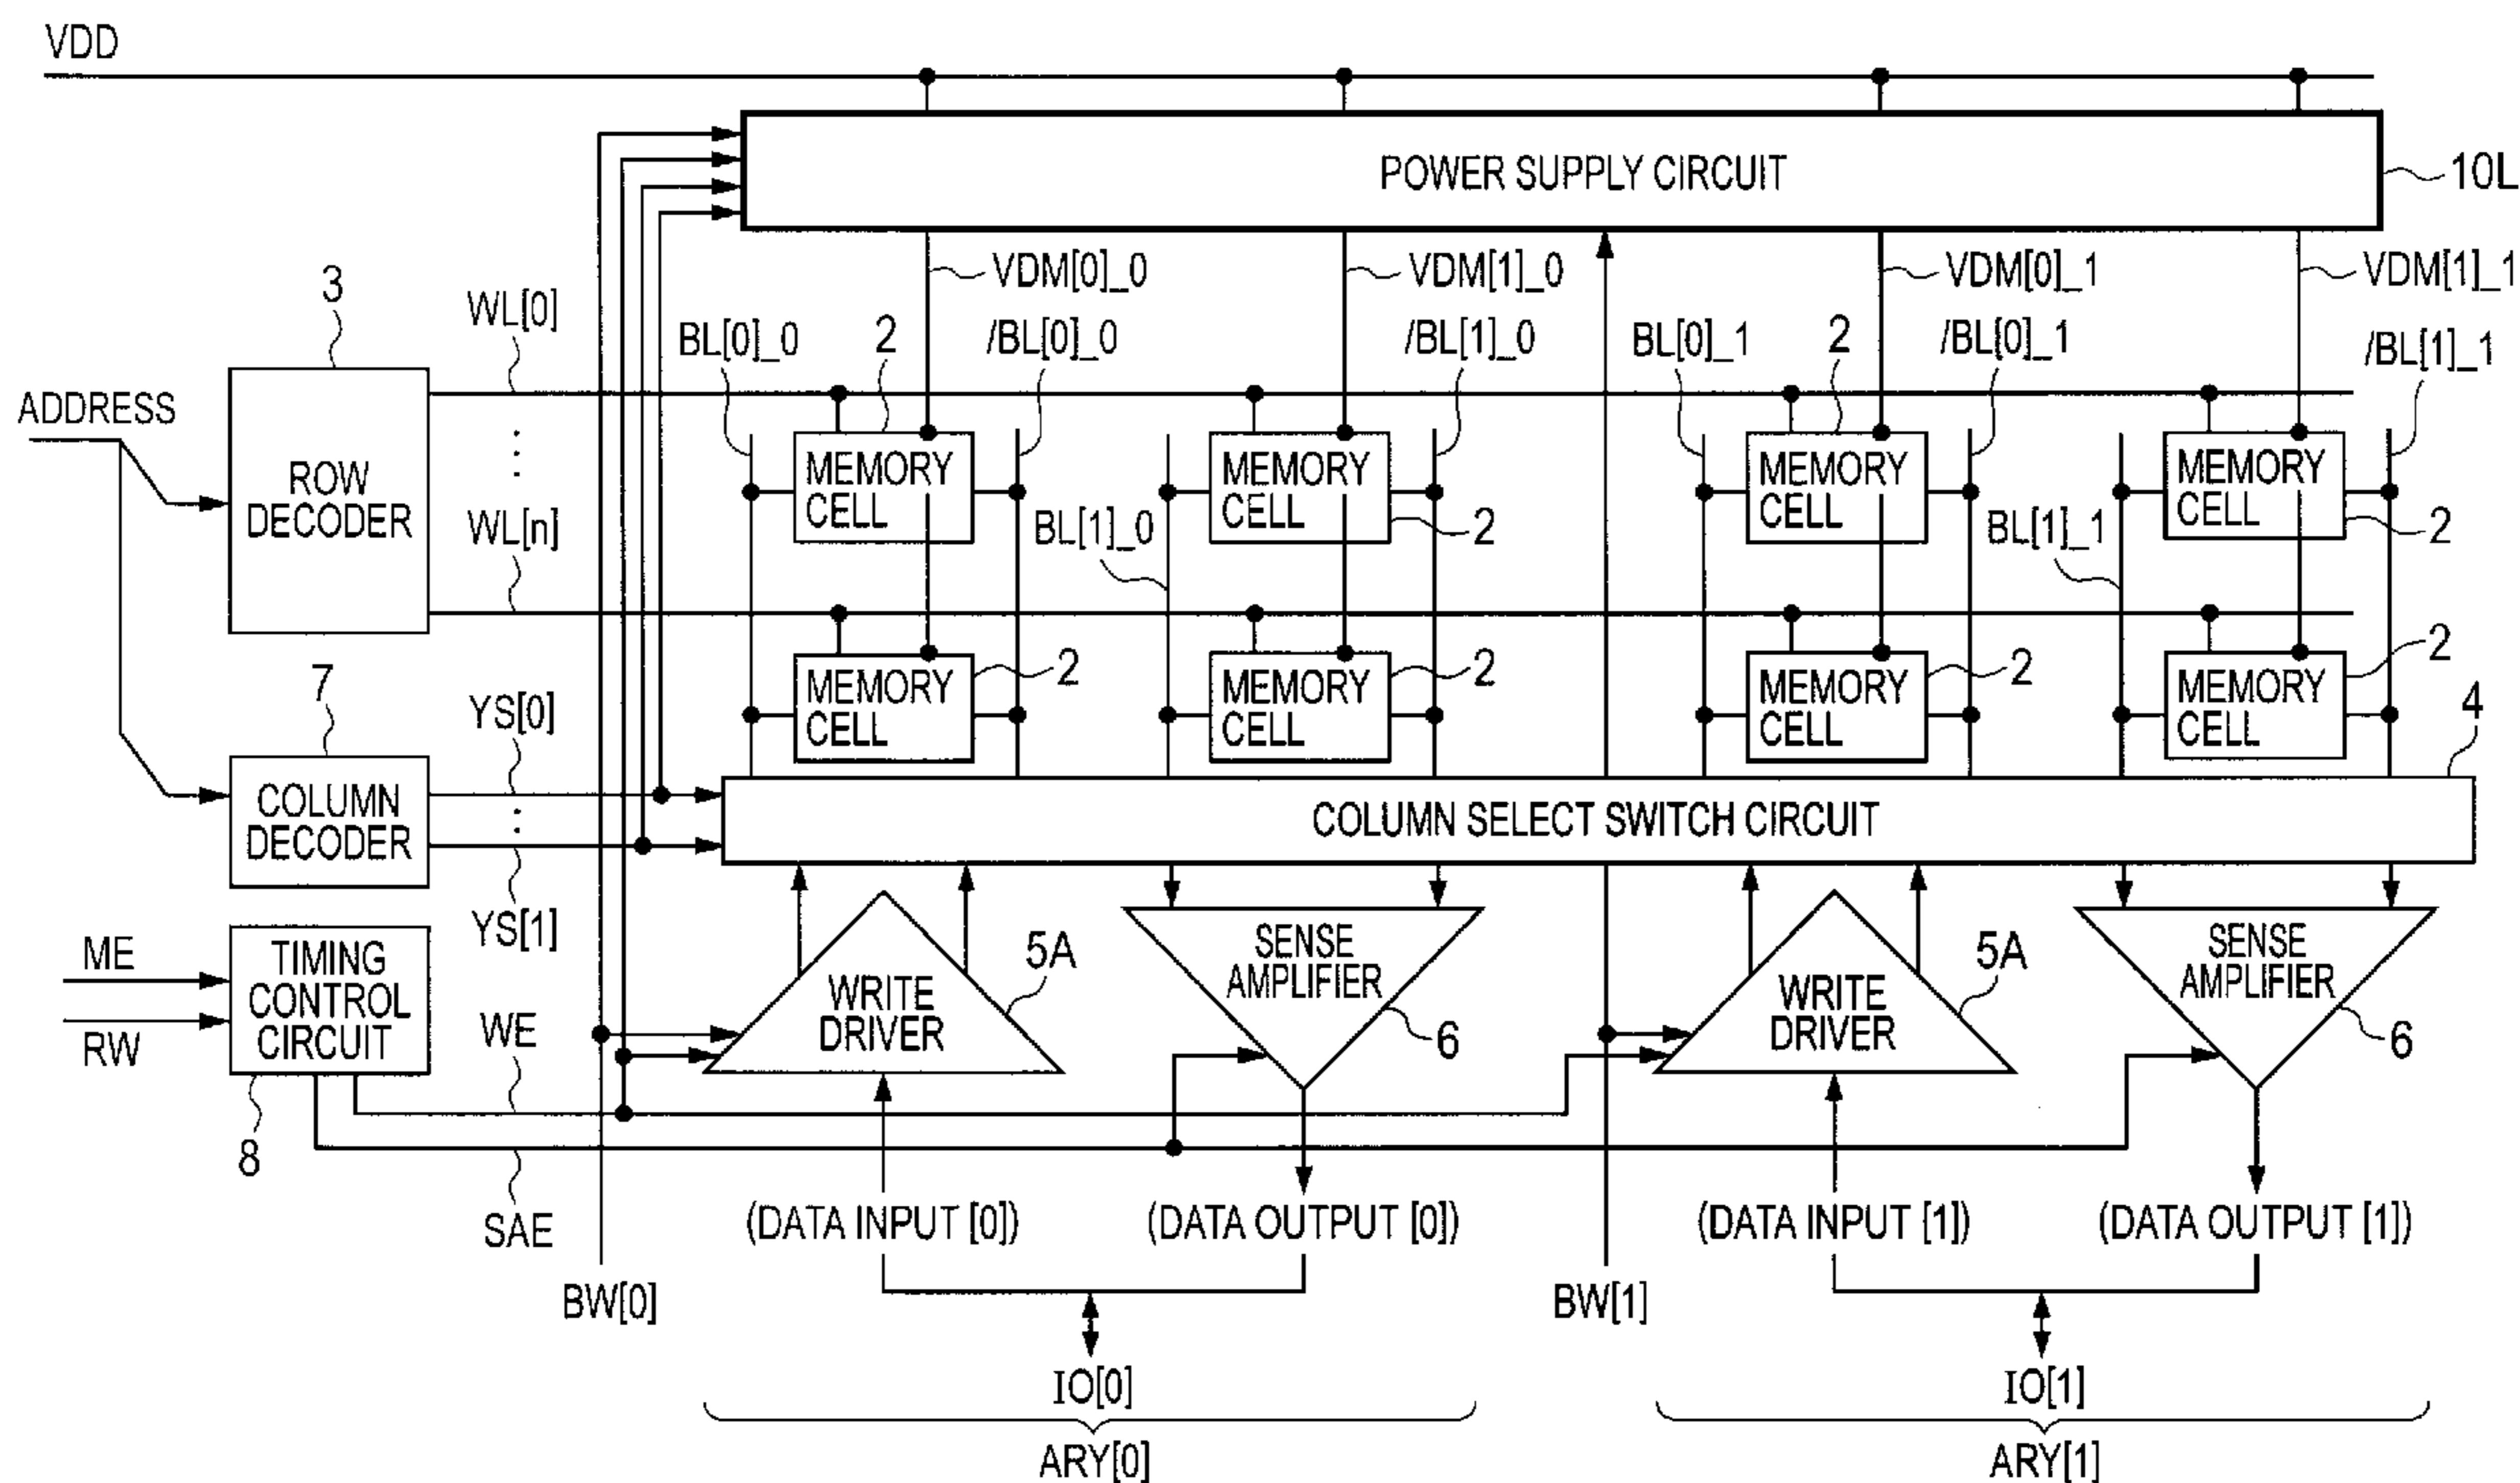 VDD
POWER SUPPLY CIRCUIT
10L
VDM[0]_0
VDM[1]_0
VDM[0]_1
VDM[1]_1
3
WL[0]
BL[0]_0
2
/BL[0]_0
/BL[1]_0
BL[0]_1
2
/BL[0]_1
/BL[1]_1
ADDRESS
ROW
DECODER
WL[n]
MEMORY
CELL
MEMORY
CELL
MEMORY
CELL
MEMORY
CELL
BL[1]_0
2
BL[1]_1
2
7
YS[0]
MEMORY
CELL
2
MEMORY
CELL
2
MEMORY
CELL
2
MEMORY
CELL
2
4
COLUMN
DECODER
COLUMN SELECT SWITCH CIRCUIT
YS[1]
ME
RW
TIMING
CONTROL
CIRCUIT
8
WE
SAE
WRITE
DRIVER
5A
SENSE
AMPLIFIER
6
WRITE
DRIVER
5A
SENSE
AMPLIFIER
6
(DATA INPUT [0])
(DATA OUTPUT [0])
(DATA INPUT [1])
(DATA OUTPUT [1])
BW[0]
BW[1]
IO[0]
IO[1]
ARY[0]
ARY[1]